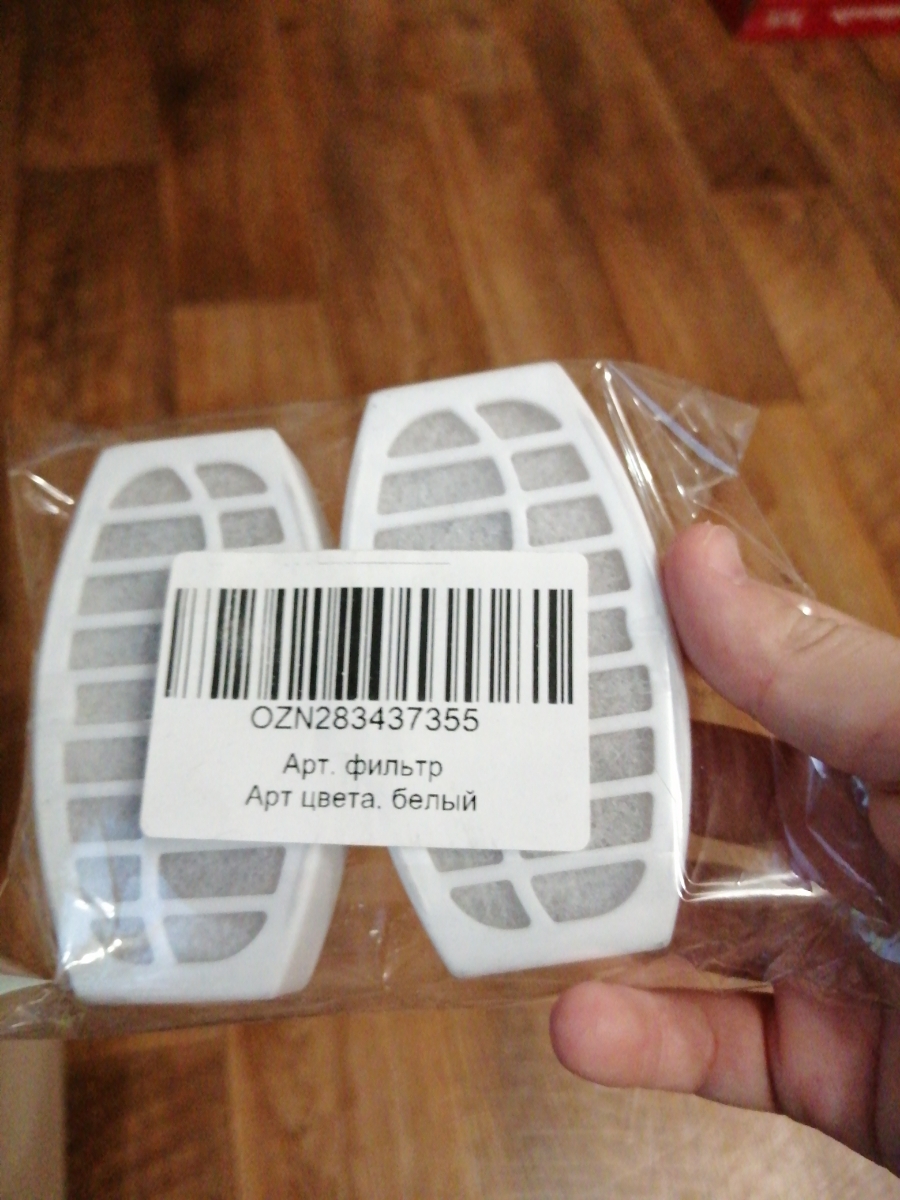 OZN283437355
Арт. фильтр
Арт цвета. белый